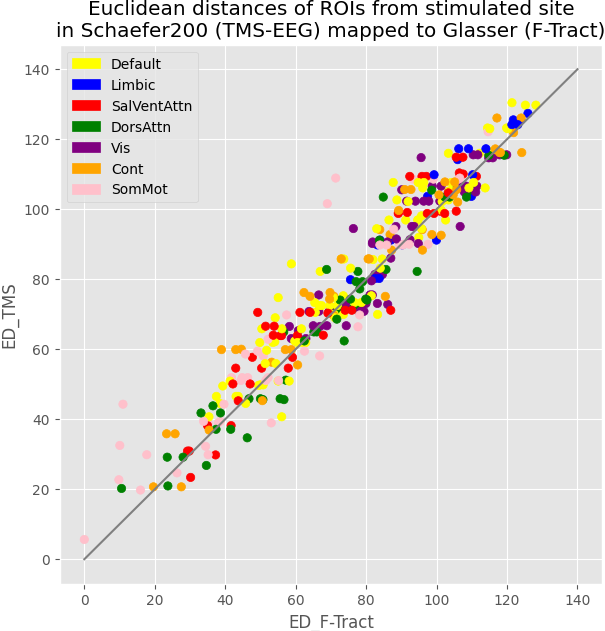 Euclidean distances of ROIs from stimulated site
in Schaefer200 (TMS-EEG) mapped to Glasser (F-Tract)
Default
Limbic
SalVentAttn
DorsAttn
Vis
Cont
SomMot
140
120
100
80
60
40
20
0
ED_TMS
0 20 40 60 80 100 120 140
ED_F-Tract